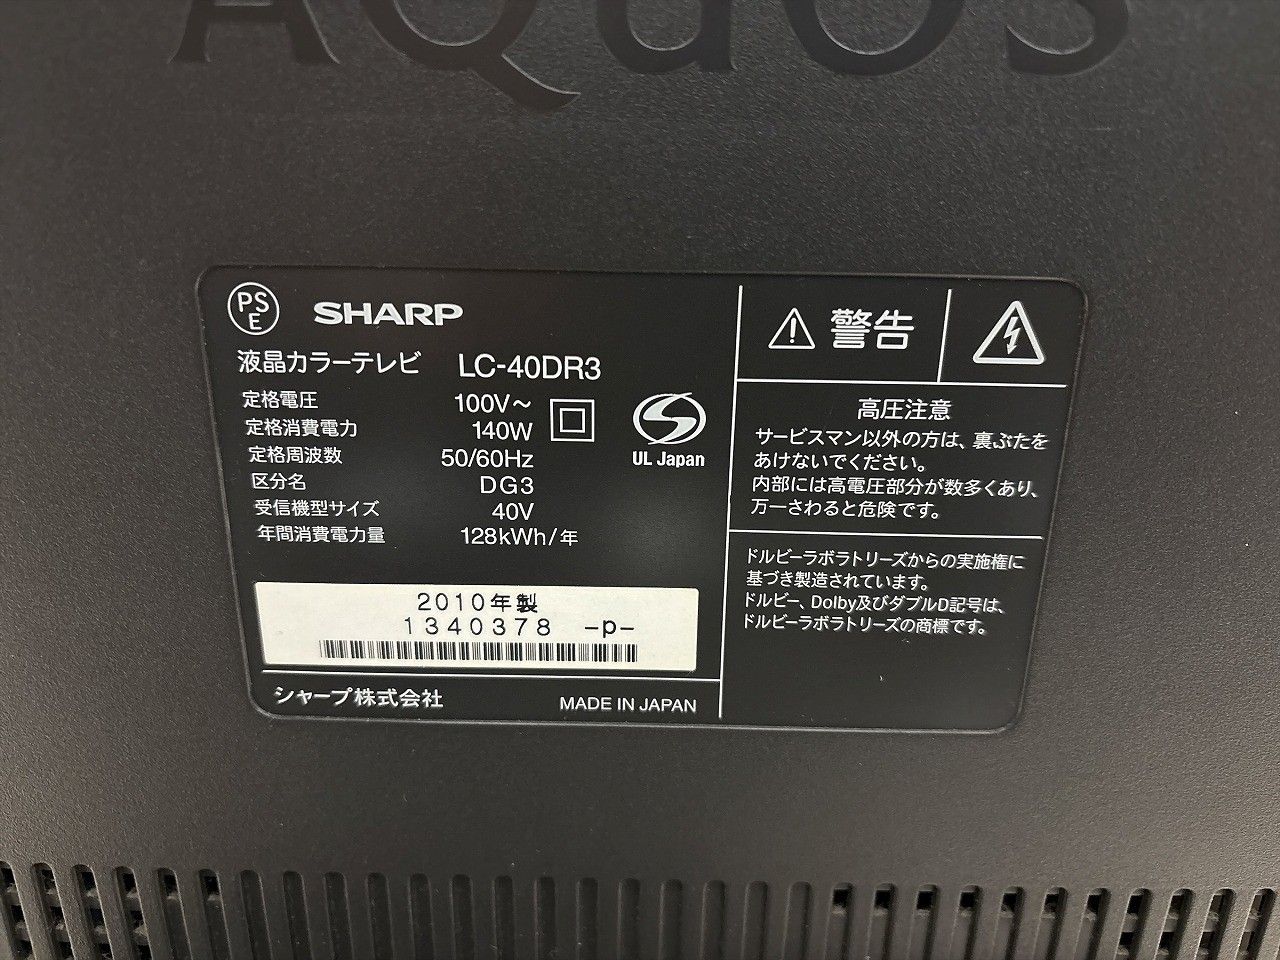 AQUOS
PSE
SHARP
液晶カラーテレビ LC-40DR3
定格電圧 100V～
定格消費電力 140W
定格周波数 50/60Hz
区分名 DG3
受信機型サイズ 40V
年間消費電力量 128kWh/年
UL Japan
2010年製
1340378 -p-
シャープ株式会社 MADE IN JAPAN
警告
高圧注意
サービスマン以外の方は、裏ぶたを
あけないでください。
内部には高電圧部分が数多くあり、
万一さわると危険です。
ドルビーラボラトリーズからの実施権に
基づき製造されています。
ドルビー、Dolby及びダブルD記号は、
ドルビーラボラトリーズの商標です。